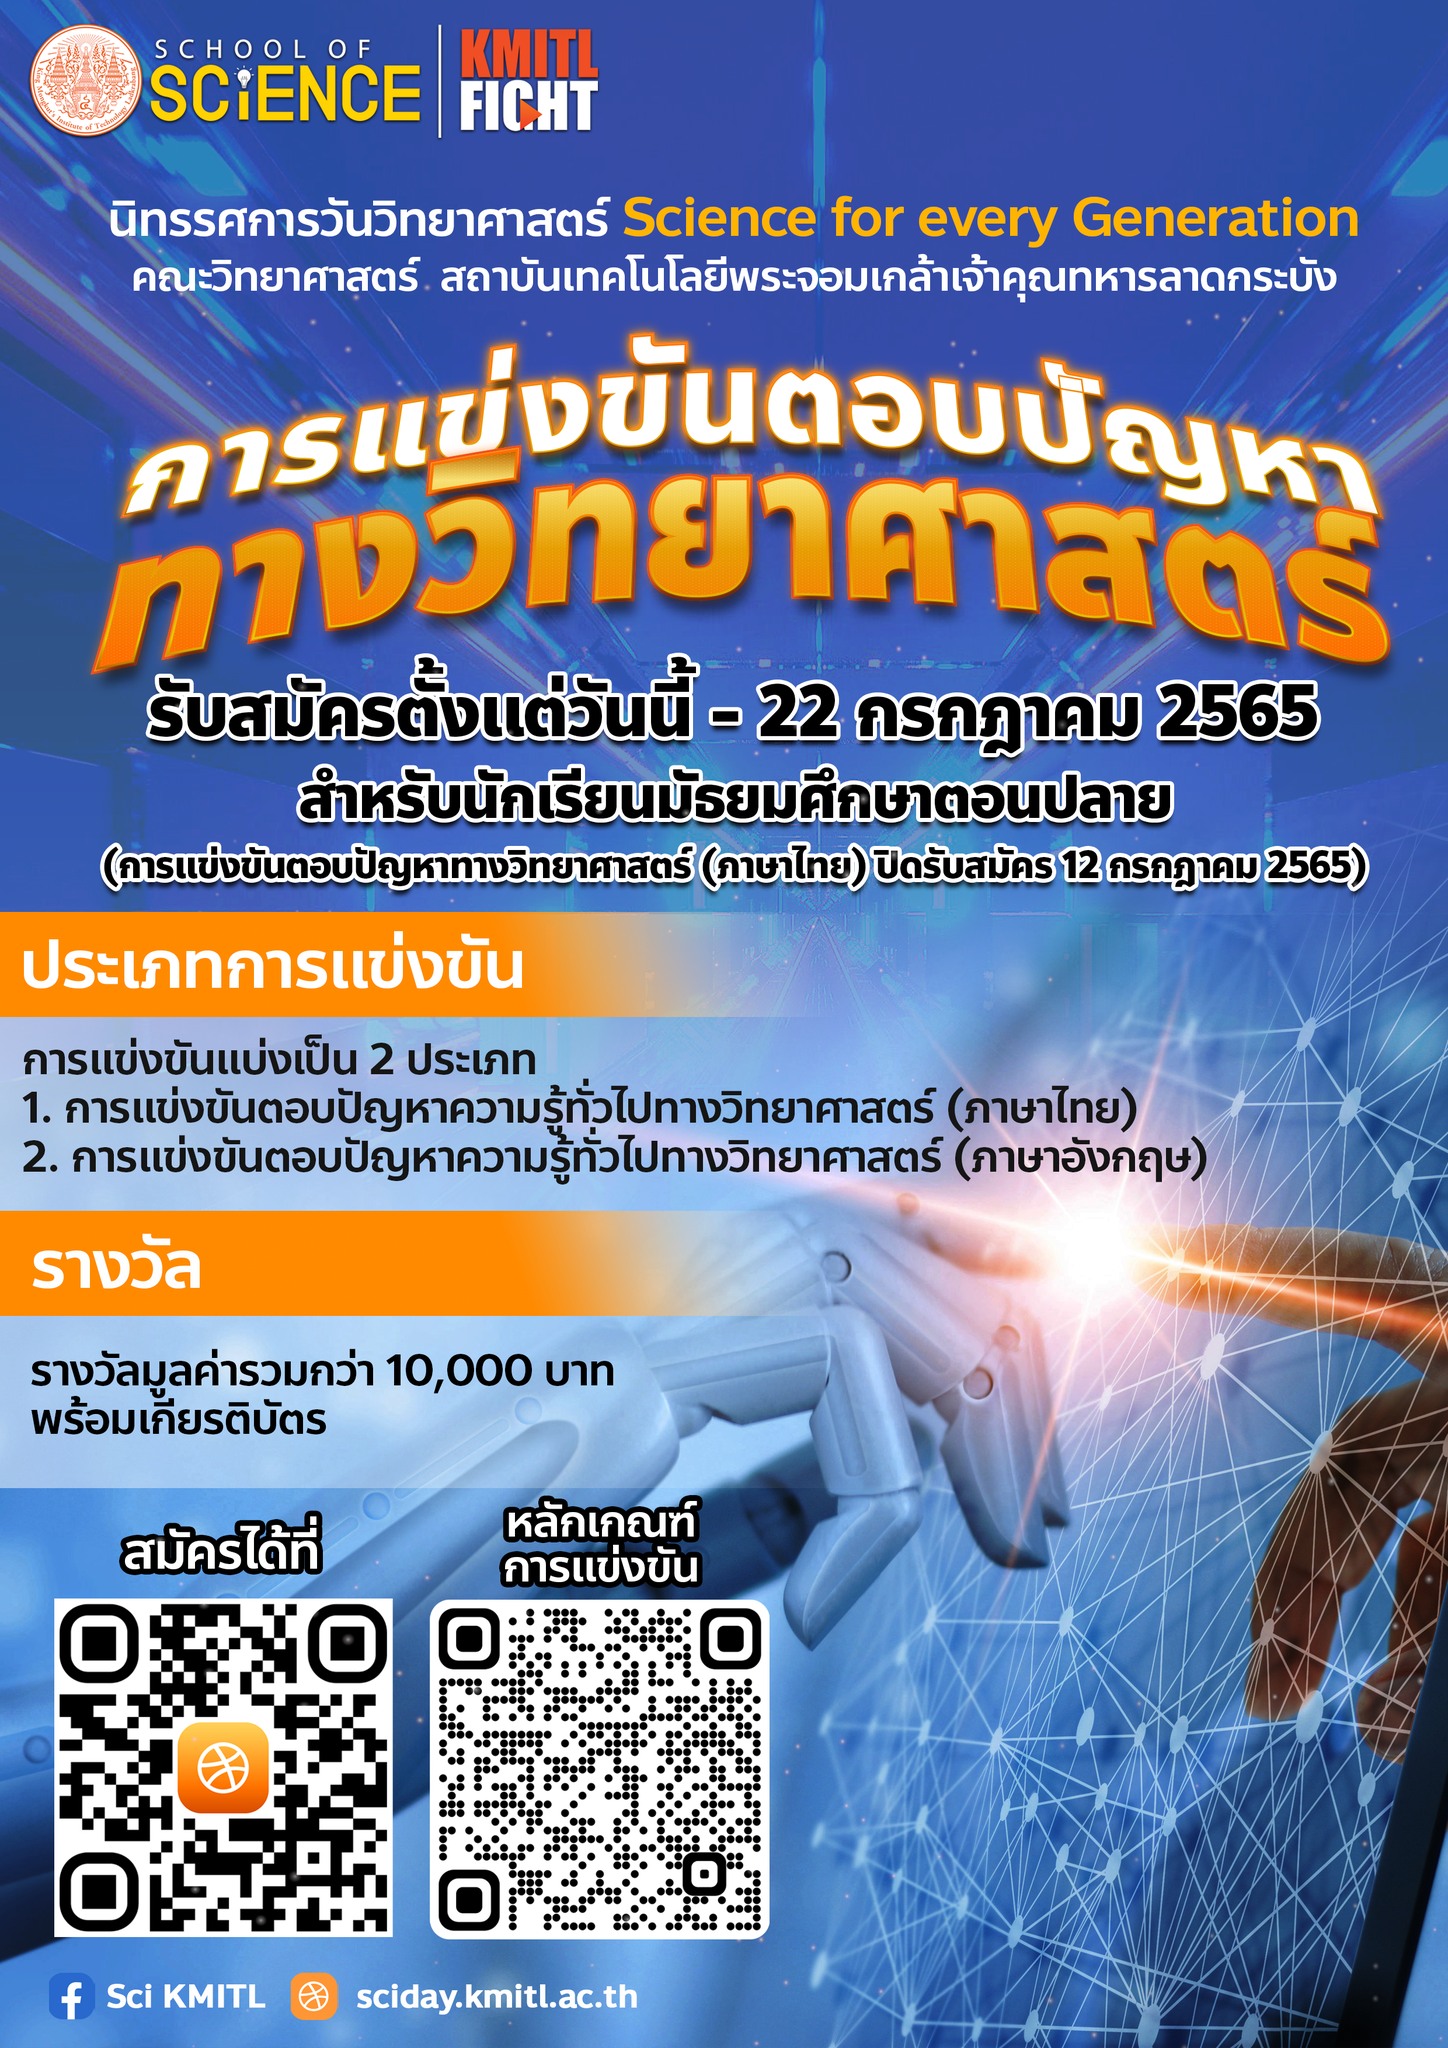 SCHOOL OF
SCiENCE
KMITL
FIGHT
นิทรรศการวันวิทยาศาสตร์ Science for every Generation
คณะวิทยาศาสตร์ สถาบันเทคโนโลยีพระจอมเกล้าเจ้าคุณทหารลาดกระบัง
การแข่งขันตอบปัญหา
ทางวิทยาศาสตร์
รับสมัครตั้งแต่วันนี้ - 22 กรกฎาคม 2565
สำหรับนักเรียนมัธยมศึกษาตอนปลาย
(การแข่งขันตอบปัญหาทางวิทยาศาสตร์ (ภาษาไทย) ปิดรับสมัคร 12 กรกฎาคม 2565)
ประเภทการแข่งขัน
การแข่งขันแบ่งเป็น 2 ประเภท
1. การแข่งขันตอบปัญหาความรู้ทั่วไปทางวิทยาศาสตร์ (ภาษาไทย)
2. การแข่งขันตอบปัญหาความรู้ทั่วไปทางวิทยาศาสตร์ (ภาษาอังกฤษ)
รางวัล
รางวัลมูลค่ารวมกว่า 10,000 บาท
พร้อมเกียรติบัตร
สมัครได้ที่
หลักเกณฑ์
การแข่งขัน
Sci KMITL
sciday.kmitl.ac.th